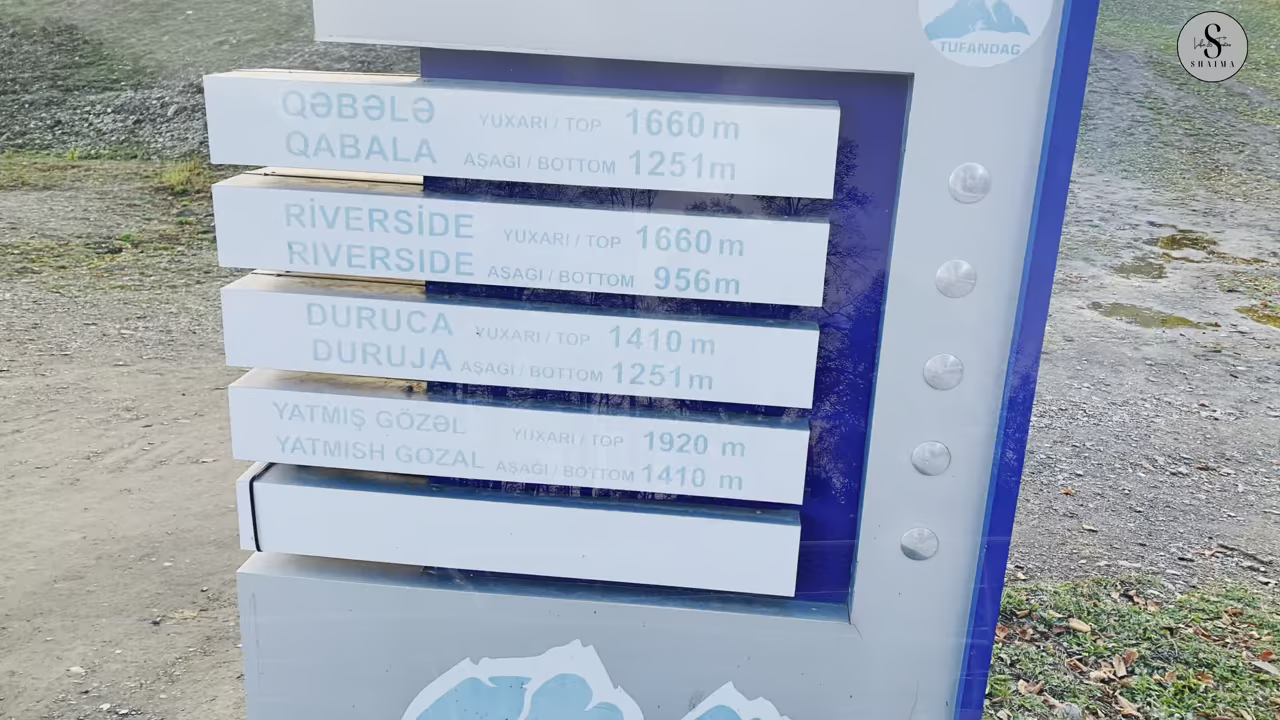 TUFANDAG
SHAIMA
QƏBƏLƏ YUXARI / TOP 1660 m
QABALA AŞAĞI / BOTTOM 1251m
RİVERSİDE YUXARI / TOP 1660 m
RIVERSIDE AŞAGI / BOTTOM 956m
DURUCA YUXARI / TOP 1410 m
DURUJA AŞAGI / BOTTOM 1251m
YATMIŞ GÖZƏL YUXARI / TOP 1920 m
YATMISH GOZAL AŞAGI / BOTTOM 1410 m